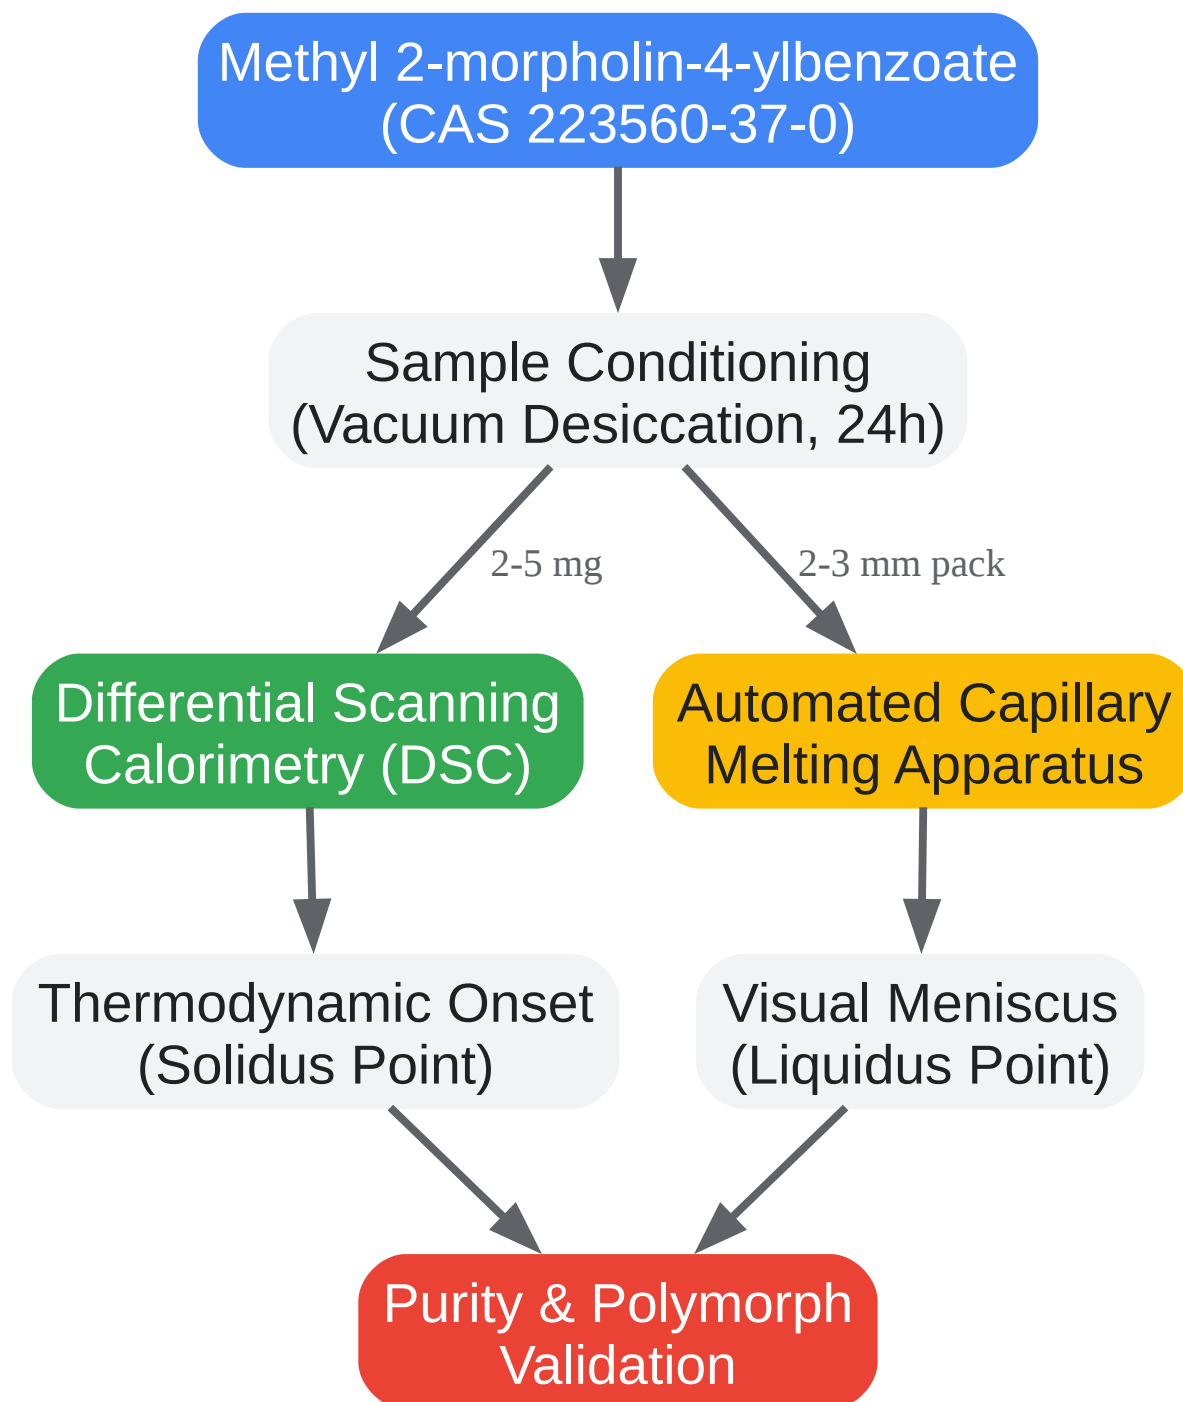 Methyl 2-morpholin-4-ylbenzoate
(CAS 223560-37-0)
Sample Conditioning
(Vacuum Desiccation, 24h)
2-5 mg
2-3 mm pack
Differential Scanning
Calorimetry (DSC)
Automated Capillary
Melting Apparatus
Thermodynamic Onset
(Solidus Point)
Visual Meniscus
(Liquidus Point)
Purity & Polymorph
Validation